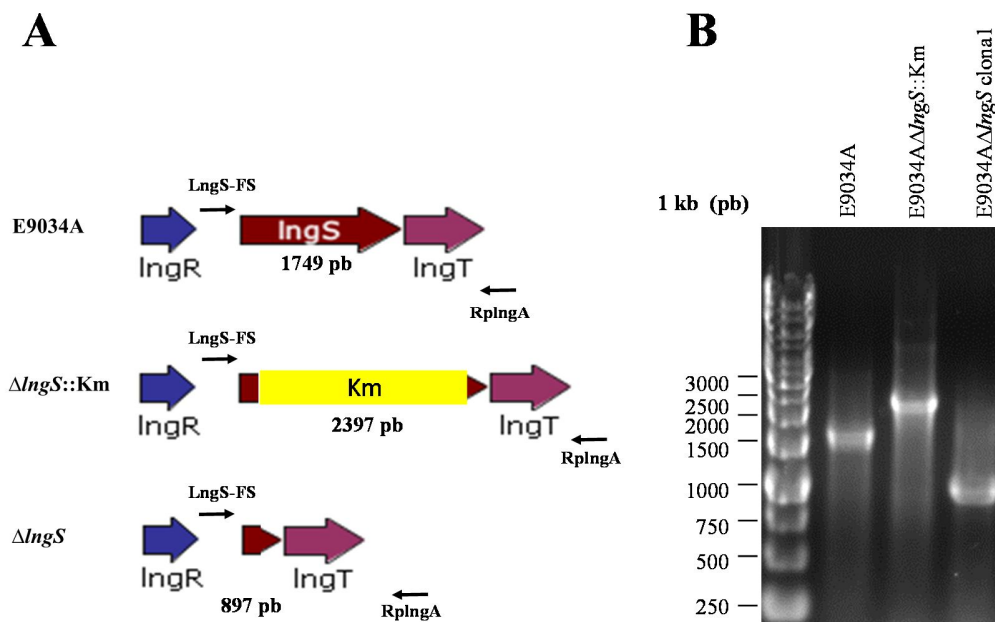 A
LngS-FS
E9034A
lngS
1749 pb
lngR
lngT
RplngA
LngS-FS
ΔlngS::Km
Km
2397 pb
lngR
lngT
RplngA
LngS-FS
ΔlngS
lngR
lngT
897 pb
RplngA
B
E9034A
E9034AΔlngS::Km
E9034AΔlngS clona1
1 kb (pb)
3000
2500
2000
1500
1000
750
500
250